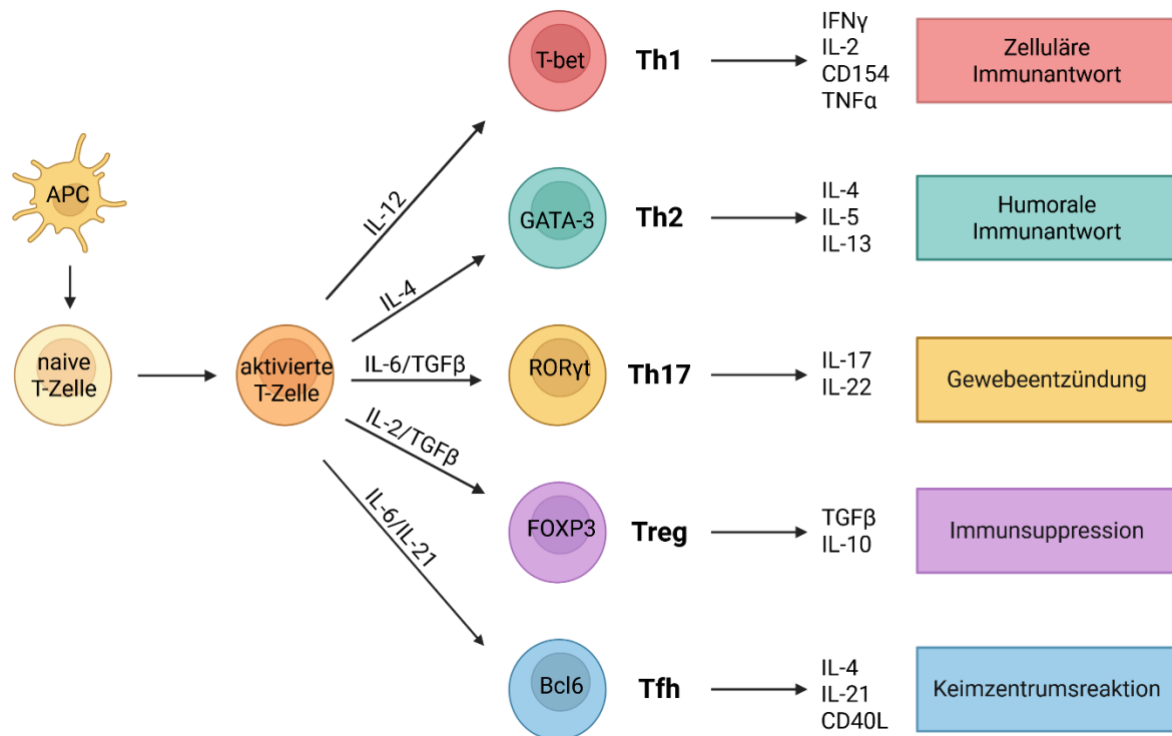 APC
naive
T-Zelle
aktivierte
T-Zelle
IL-12
IL-4
IL-6/TGFβ
IL-2/TGFβ
IL-6/IL-21
T-bet
Th1
IFNγ
IL-2
CD154
TNFα
Zelluläre
Immunantwort
GATA-3
Th2
IL-4
IL-5
IL-13
Humorale
Immunantwort
RORγt
Th17
IL-17
IL-22
Gewebeentzündung
FOXP3
Treg
TGFβ
IL-10
Immunsuppression
Bcl6
Tfh
IL-4
IL-21
CD40L
Keimzentrumsreaktion